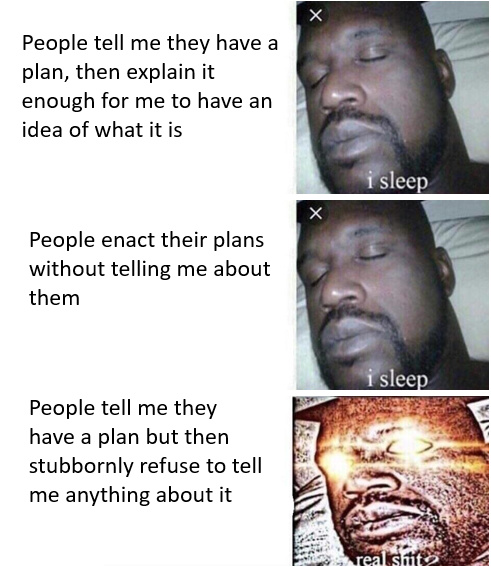 People tell me they have a
plan, then explain it
enough for me to have an
idea of what it is
i sleep
People enact their plans
without telling me about
them
i sleep
People tell me they
have a plan but then
stubbornly refuse to tell
me anything about it
real shit?